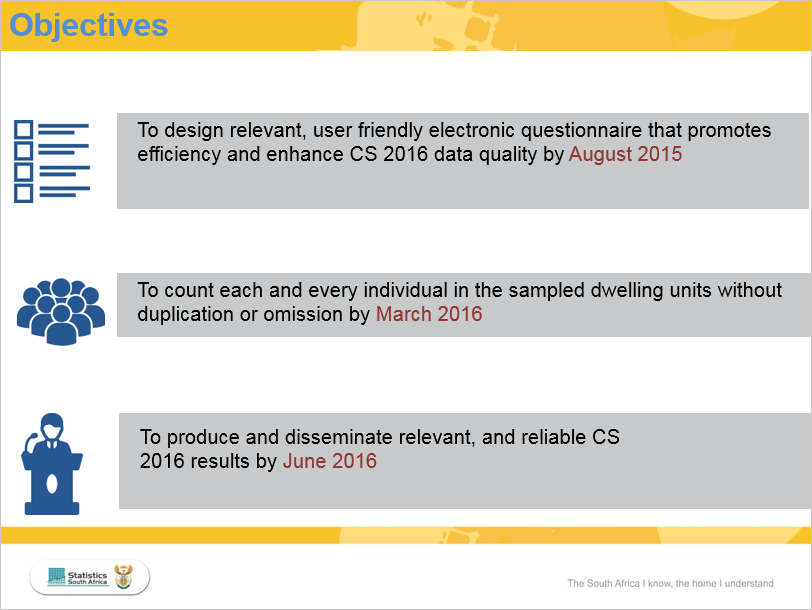 Objectives
To design relevant, user friendly electronic questionnaire that promotes
efficiency and enhance CS 2016 data quality by August 2015
To count each and every individual in the sampled dwelling units without
duplication or omission by March 2016
To produce and disseminate relevant, and reliable CS
2016 results by June 2016
Statistics
South Africa
The South Africa I know, the home I understand